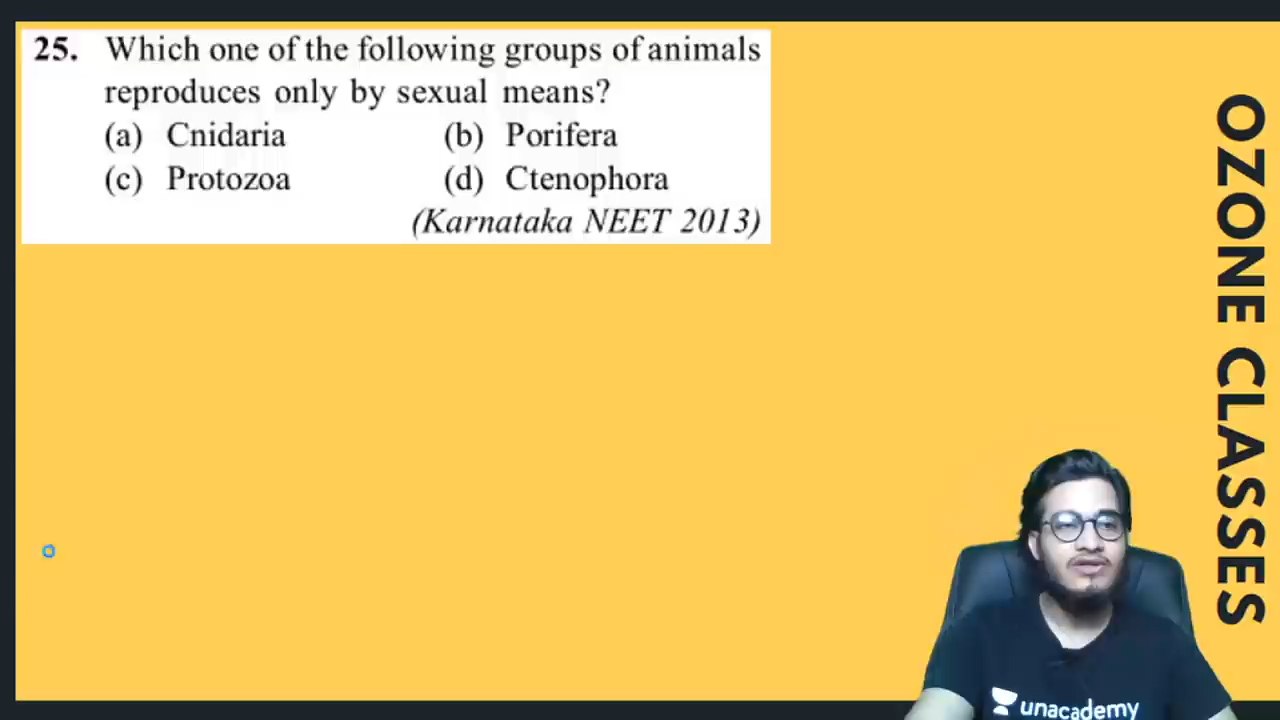 25. Which one of the following groups of animals
reproduces only by sexual means?
(a) Cnidaria (b) Porifera
(c) Protozoa (d) Ctenophora
(Karnataka NEET 2013)
OZONE CLASSES
unacademy